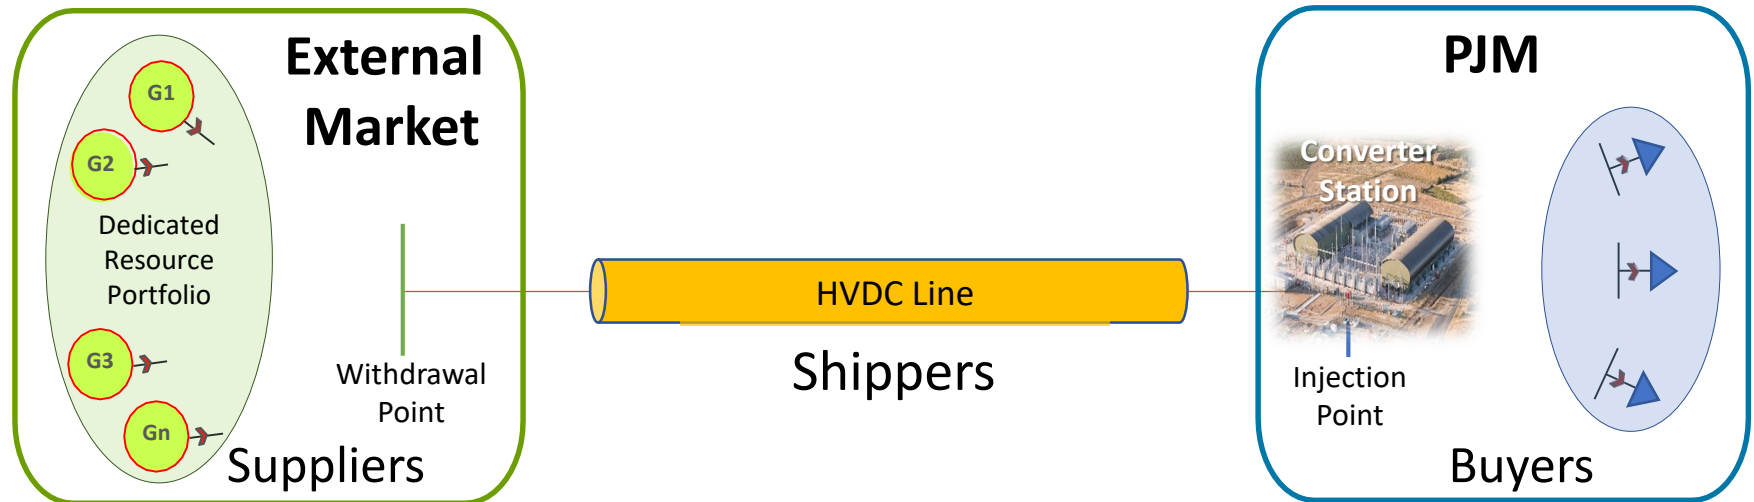 External
Market
G1
G2
Dedicated
Resource
Portfolio
G3
Gn
Withdrawal
Point
Suppliers
HVDC Line
Shippers
PJM
Converter
Station
Injection
Point
Buyers